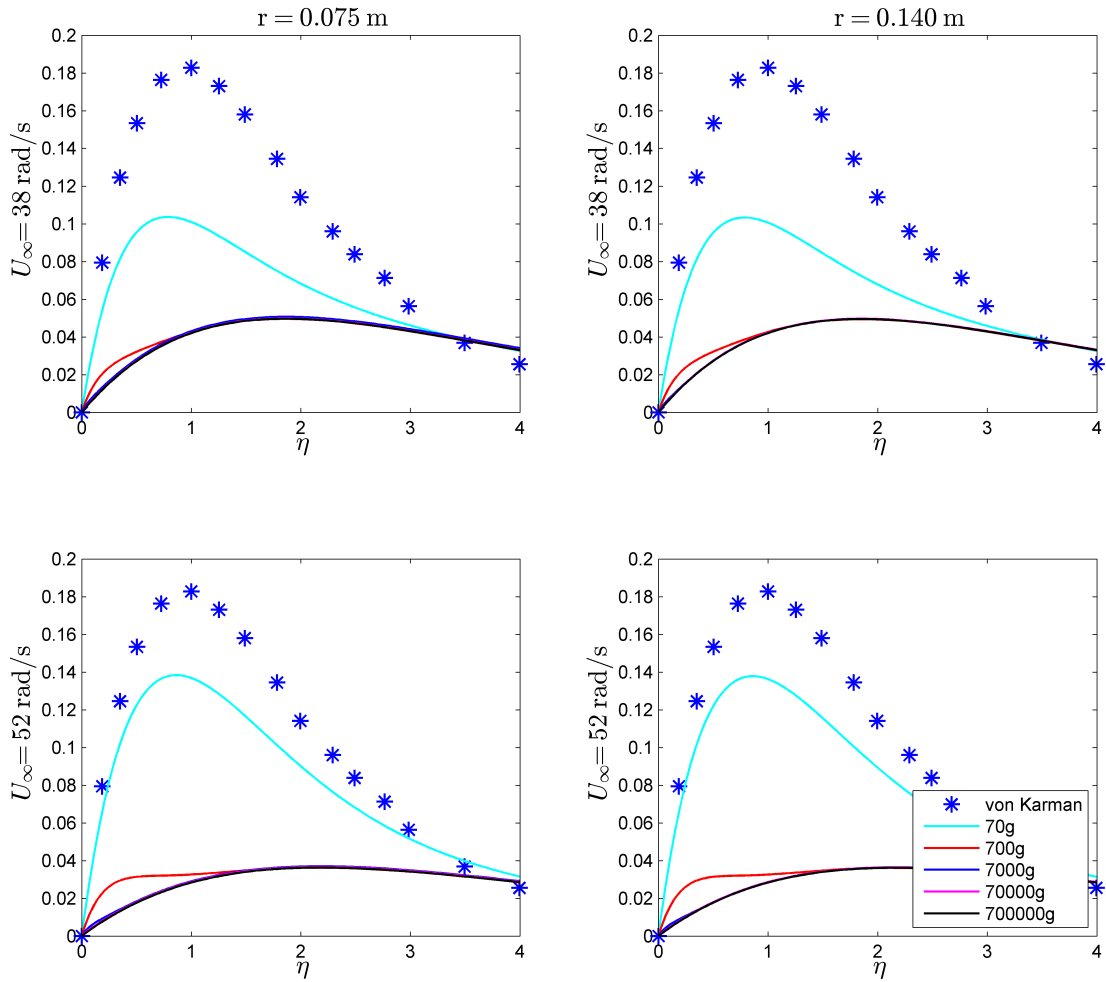 r = 0.075 m
r = 0.140 m
U∞= 38 rad/s
0.2
0.18
0.16
0.14
0.12
0.1
0.08
0.06
0.04
0.02
0
0 1 2 3 4
η
U∞= 38 rad/s
0.2
0.18
0.16
0.14
0.12
0.1
0.08
0.06
0.04
0.02
0
0 1 2 3 4
η
U∞= 52 rad/s
0.2
0.18
0.16
0.14
0.12
0.1
0.08
0.06
0.04
0.02
0
0 1 2 3 4
η
U∞= 52 rad/s
0.2
0.18
0.16
0.14
0.12
0.1
0.08
0.06
0.04
0.02
0
0 1 2 3 4
η
von Karman
70g
700g
7000g
70000g
700000g